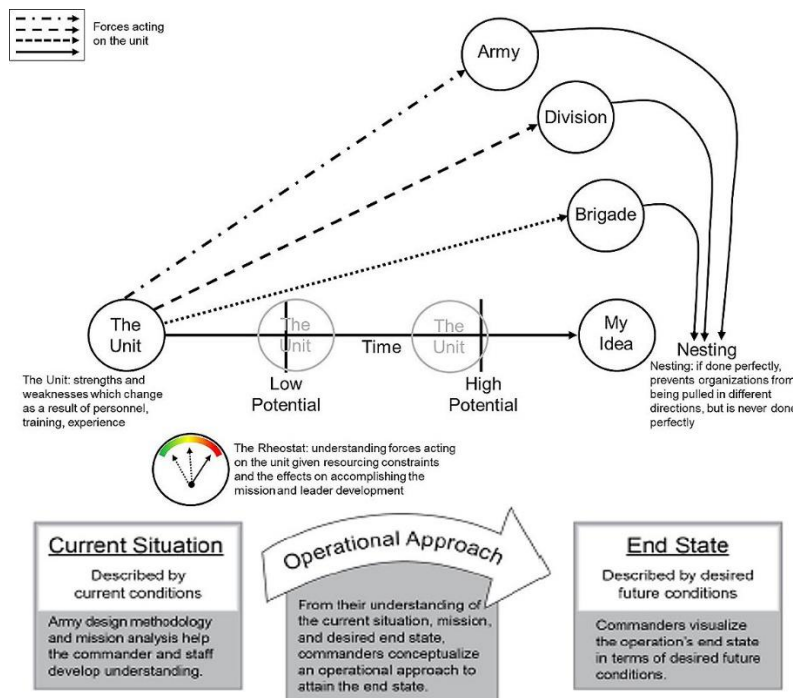 Forces acting
on the unit
Army
Division
Brigade
The
Unit
The
Unit
Time
The
Unit
My
Idea
Low
Potential
High
Potential
Nesting
Nesting: if done perfectly,
prevents organizations from
being pulled in different
directions, but is never done
perfectly
The Unit: strengths and
weaknesses which change
as a result of personnel,
training, experience
The Rheostat: understanding forces acting
on the unit given resourcing constraints
and the effects on accomplishing the
mission and leader development
Current Situation
Described by
current conditions
Army design methodology
and mission analysis help
the commander and staff
develop understanding.
Operational Approach
From their understanding of
the current situation, mission,
and desired end state,
commanders conceptualize
an operational approach to
attain the end state.
End State
Described by desired
future conditions
Commanders visualize
the operation's end state
in terms of desired future
conditions.